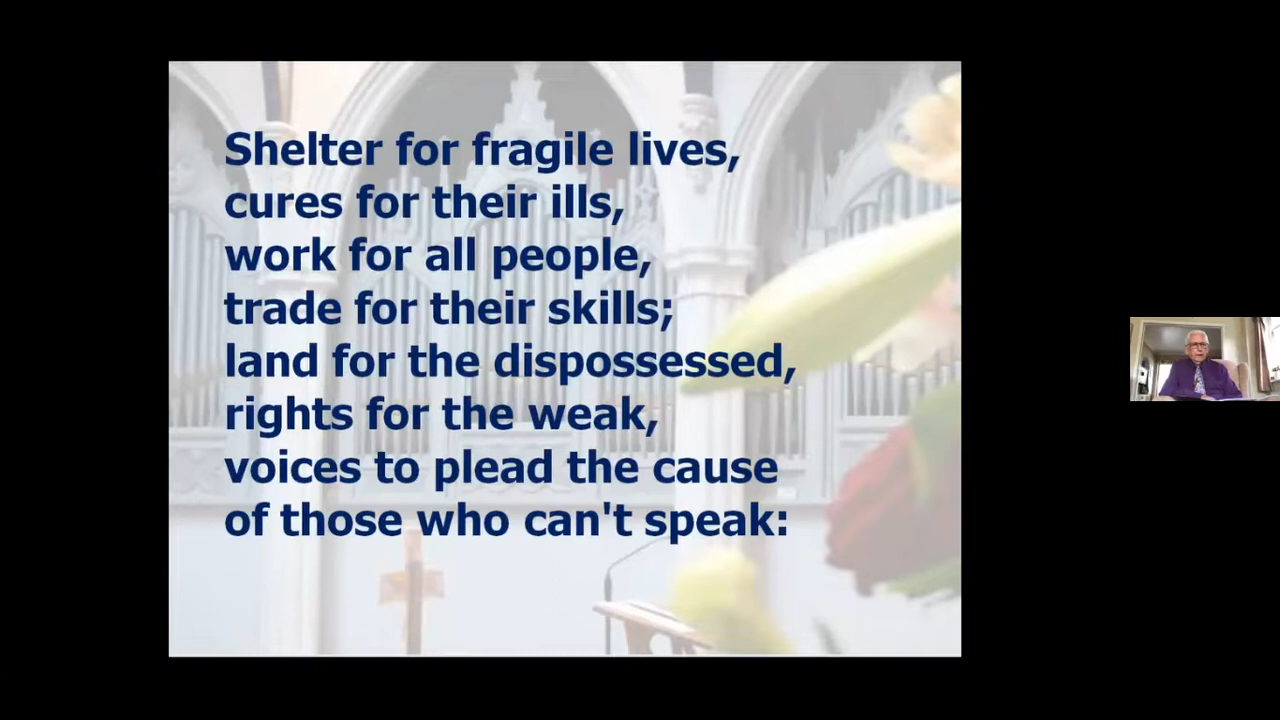 Shelter for fragile lives,
cures for their ills,
work for all people,
trade for their skills;
land for the dispossessed,
rights for the weak,
voices to plead the cause
of those who can't speak: